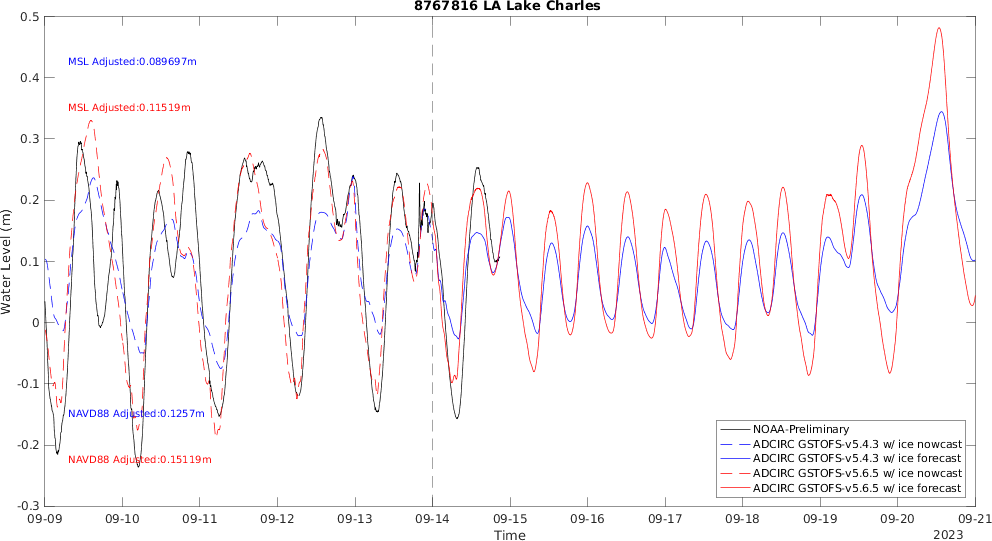 8767816 LA Lake Charles
0.5
0.4
0.3
0.2
0.1
0
-0.1
-0.2
-0.3
Water Level (m)
MSL Adjusted:0.089697m
MSL Adjusted:0.11519m
NAVD88 Adjusted:0.1257m
NAVD88 Adjusted:0.15119m
NOAA-Preliminary
ADCIRC GSTOFS-v5.4.3 w/ ice nowcast
ADCIRC GSTOFS-v5.4.3 w/ ice forecast
ADCIRC GSTOFS-v5.6.5 w/ ice nowcast
ADCIRC GSTOFS-v5.6.5 w/ ice forecast
09-09 09-10 09-11 09-12 09-13 09-14 09-15 09-16 09-17 09-18 09-19 09-20 09-21
Time
2023